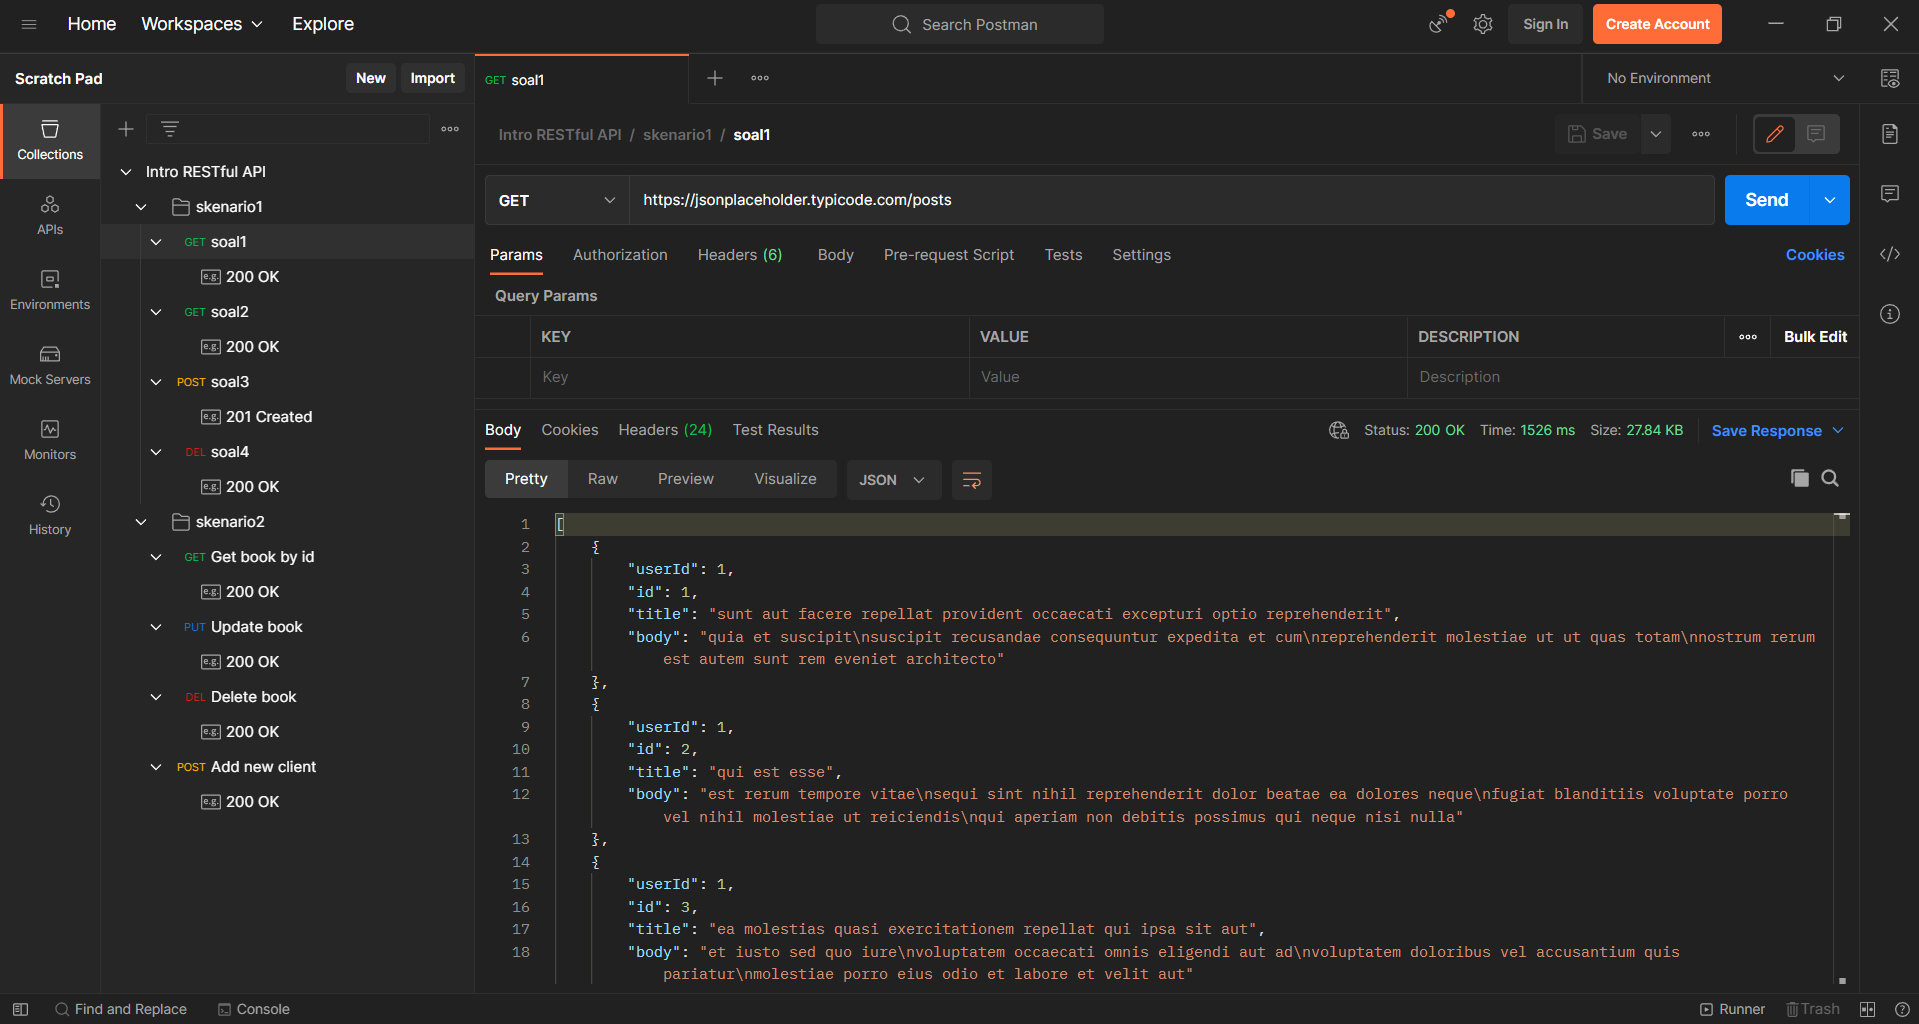 Home Workspaces Explore Search Postman Sign In Create Account
Scratch Pad New Import
GET soal1
No Environment
Collections
APIs
Environments
Mock Servers
Monitors
History
Intro RESTful API
skenario1
GET soal1
e.g. 200 OK
GET soal2
e.g. 200 OK
POST soal3
e.g. 201 Created
DEL soal4
e.g. 200 OK
skenario2
GET Get book by id
e.g. 200 OK
PUT Update book
e.g. 200 OK
DEL Delete book
e.g. 200 OK
POST Add new client
e.g. 200 OK
Intro RESTful API / skenario1 / soal1
Save
GET https://jsonplaceholder.typicode.com/posts Send
Params Authorization Headers (6) Body Pre-request Script Tests Settings Cookies
Query Params
KEY VALUE DESCRIPTION Bulk Edit
Key Value Description
Body Cookies Headers (24) Test Results Status: 200 OK Time: 1526 ms Size: 27.84 KB Save Response
Pretty Raw Preview Visualize JSON
1 [
2 {
3 "userId": 1,
4 "id": 1,
5 "title": "sunt aut facere repellat provident occaecati excepturi optio reprehenderit",
6 "body": "quia et suscipit\nsuscipit recusandae consequuntur expedita et cum\nreprehenderit molestiae ut ut quas totam\nnostrum rerum
est autem sunt rem eveniet architecto"
7 },
8 {
9 "userId": 1,
10 "id": 2,
11 "title": "qui est esse",
12 "body": "est rerum tempore vitae\nsequi sint nihil reprehenderit dolor beatae ea dolores neque\nfugiat blanditiis voluptate porro
vel nihil molestiae ut reiciendis\nqui aperiam non debitis possimus qui neque nisi nulla"
13 },
14 {
15 "userId": 1,
16 "id": 3,
17 "title": "ea molestias quasi exercitationem repellat qui ipsa sit aut",
18 "body": "et iusto sed quo iure\nvoluptatem occaecati omnis eligendi aut ad\nvoluptatem doloribus vel accusantium quis
pariatur\nmolestiae porro eius odio et labore et velit aut"
Find and Replace Console Runner Trash